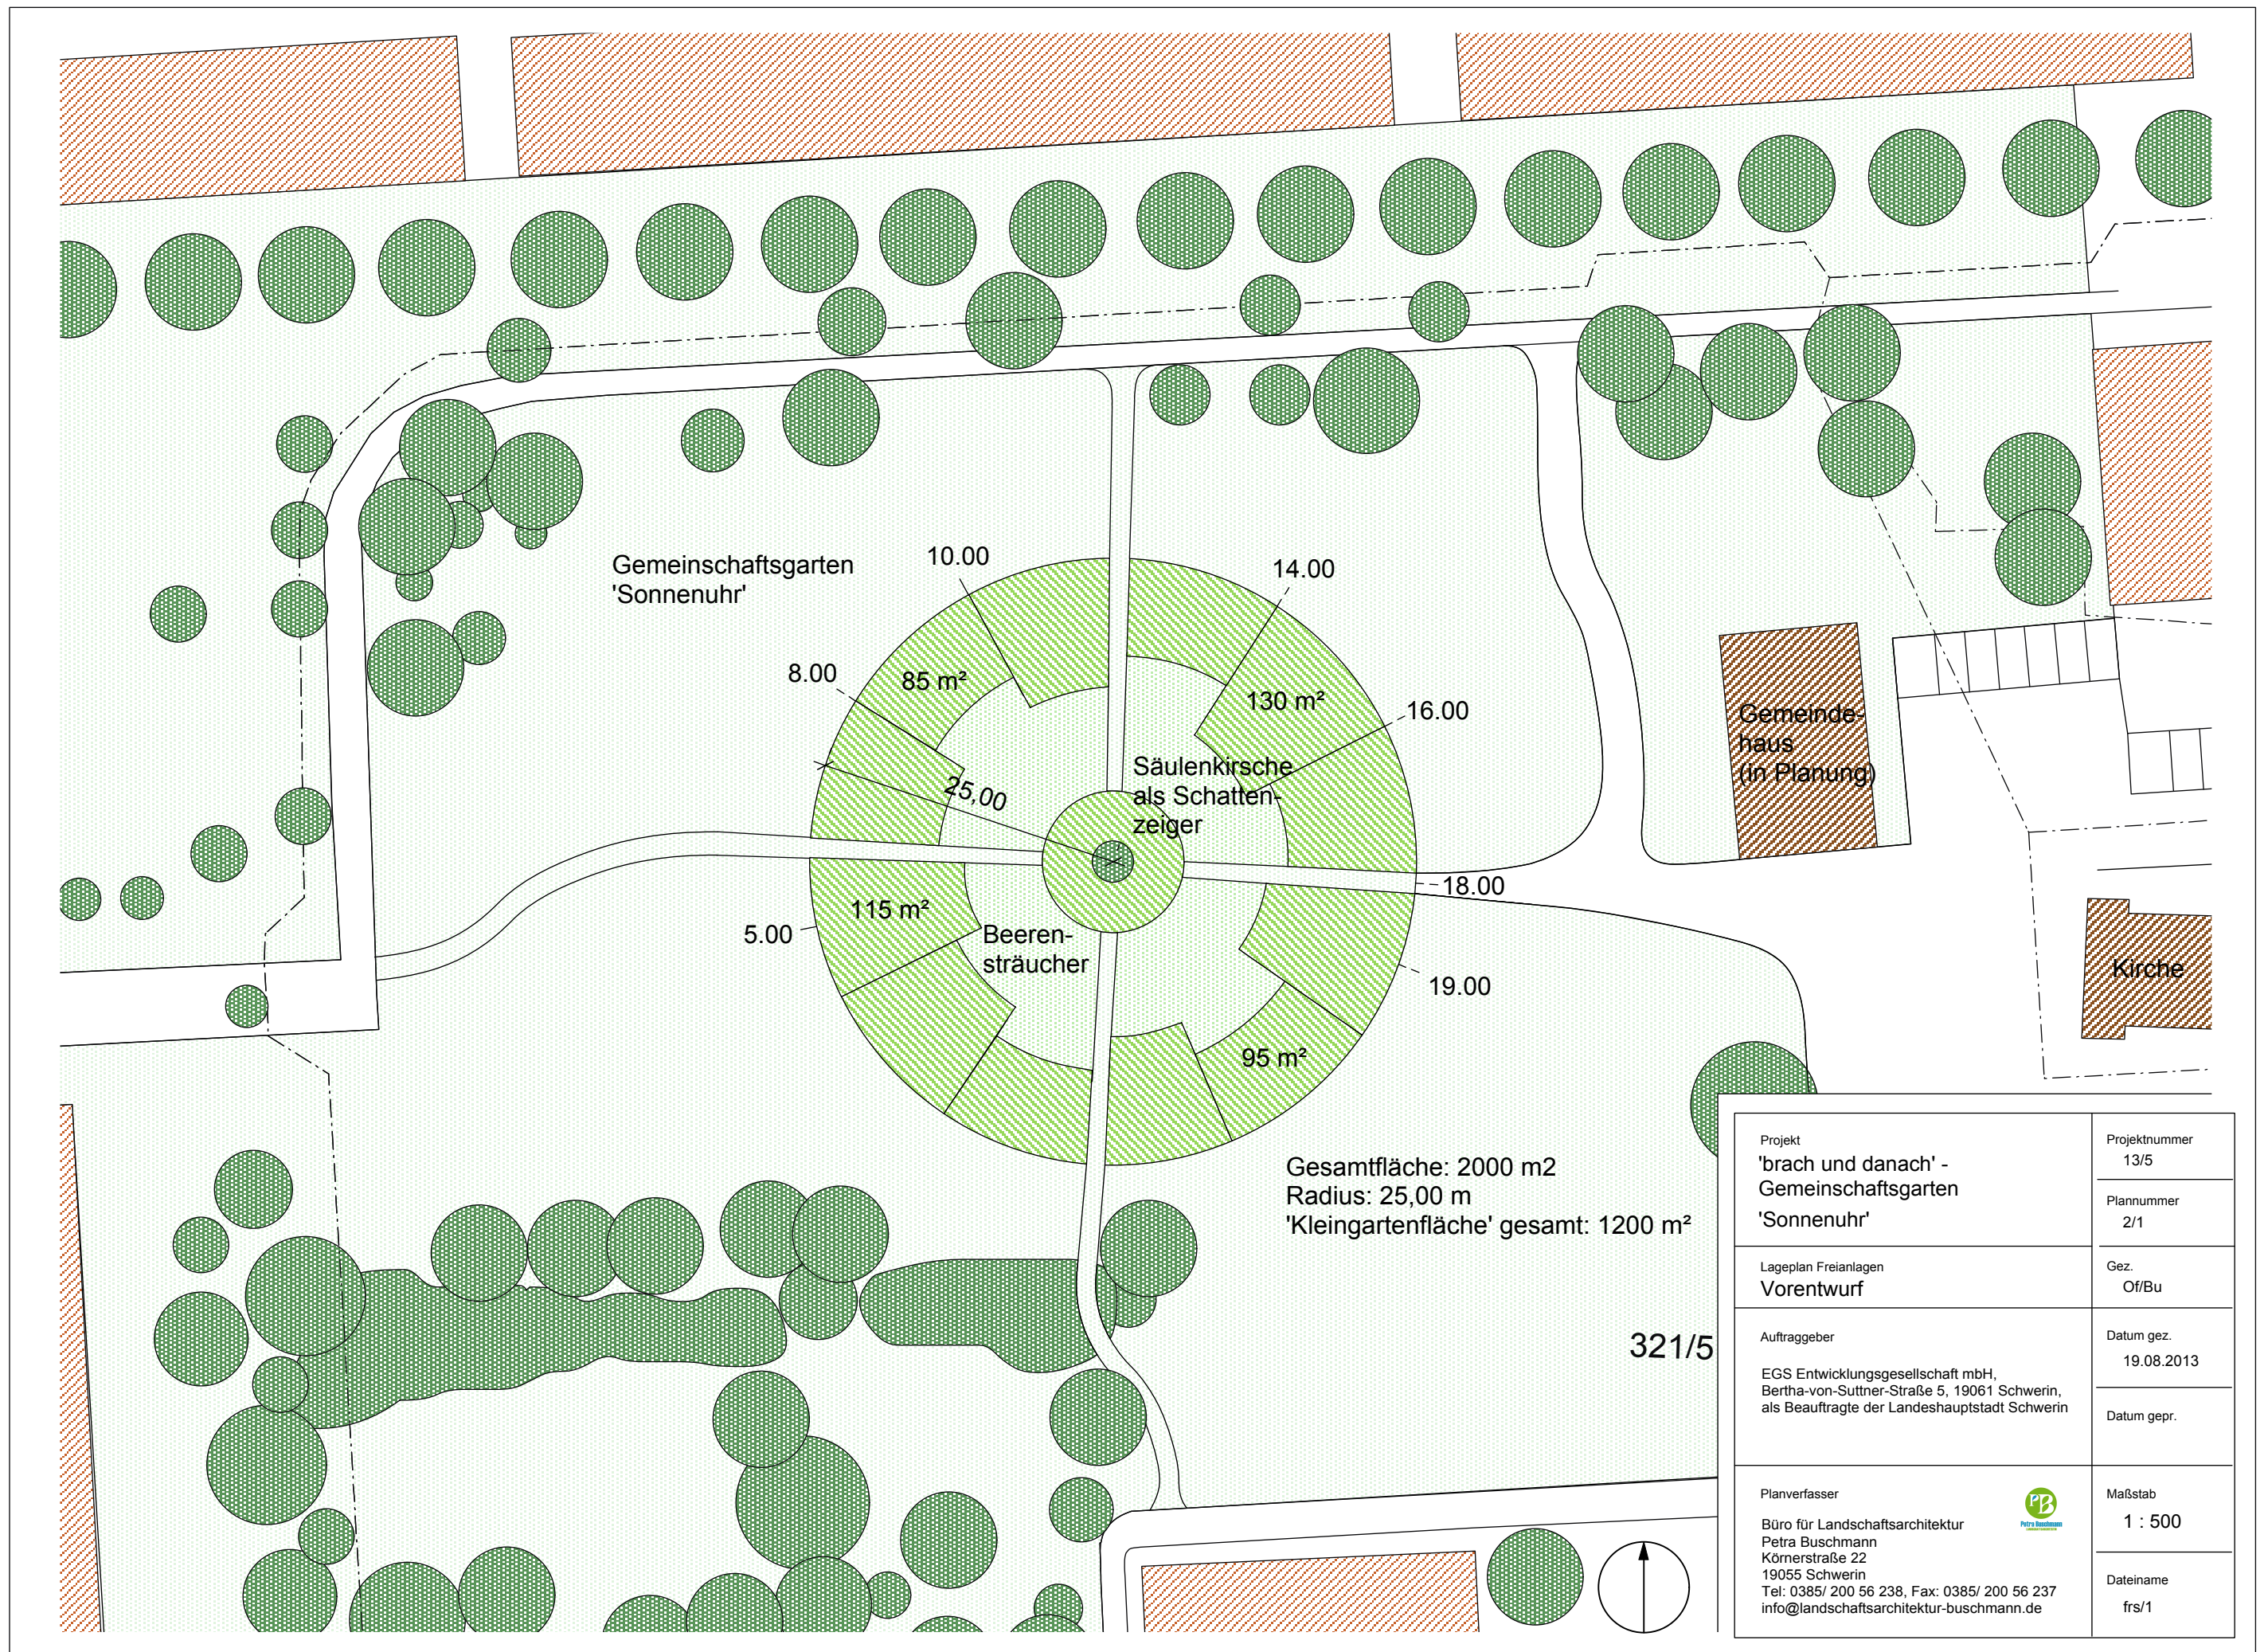 Gemeinschaftsgarten
'Sonnenuhr'
10.00
14.00
8.00
85 m²
130 m²
16.00
25,00
Säulenkirsche
als Schatten-
zeiger
Gemeinde-
haus
(in Planung)
115 m²
5.00
Beeren-
sträucher
18.00
19.00
95 m²
Kirche
Gesamtfläche: 2000 m2
Radius: 25,00 m
'Kleingartenfläche' gesamt: 1200 m²
321/5
Projekt
'brach und danach' -
Gemeinschaftsgarten
'Sonnenuhr'
Projektnummer
13/5
Plannummer
2/1
Lageplan Freianlagen
Vorentwurf
Gez.
Of/Bu
Auftraggeber
EGS Entwicklungsgesellschaft mbH,
Bertha-von-Suttner-Straße 5, 19061 Schwerin,
als Beauftragte der Landeshauptstadt Schwerin
Datum gez.
19.08.2013
Datum gepr.
Planverfasser
Büro für Landschaftsarchitektur
Petra Buschmann
Körnerstraße 22
19055 Schwerin
Tel: 0385/ 200 56 238, Fax: 0385/ 200 56 237
info@landschaftsarchitektur-buschmann.de
PB
Petra Buschmann
Maßstab
1 : 500
Dateiname
frs/1